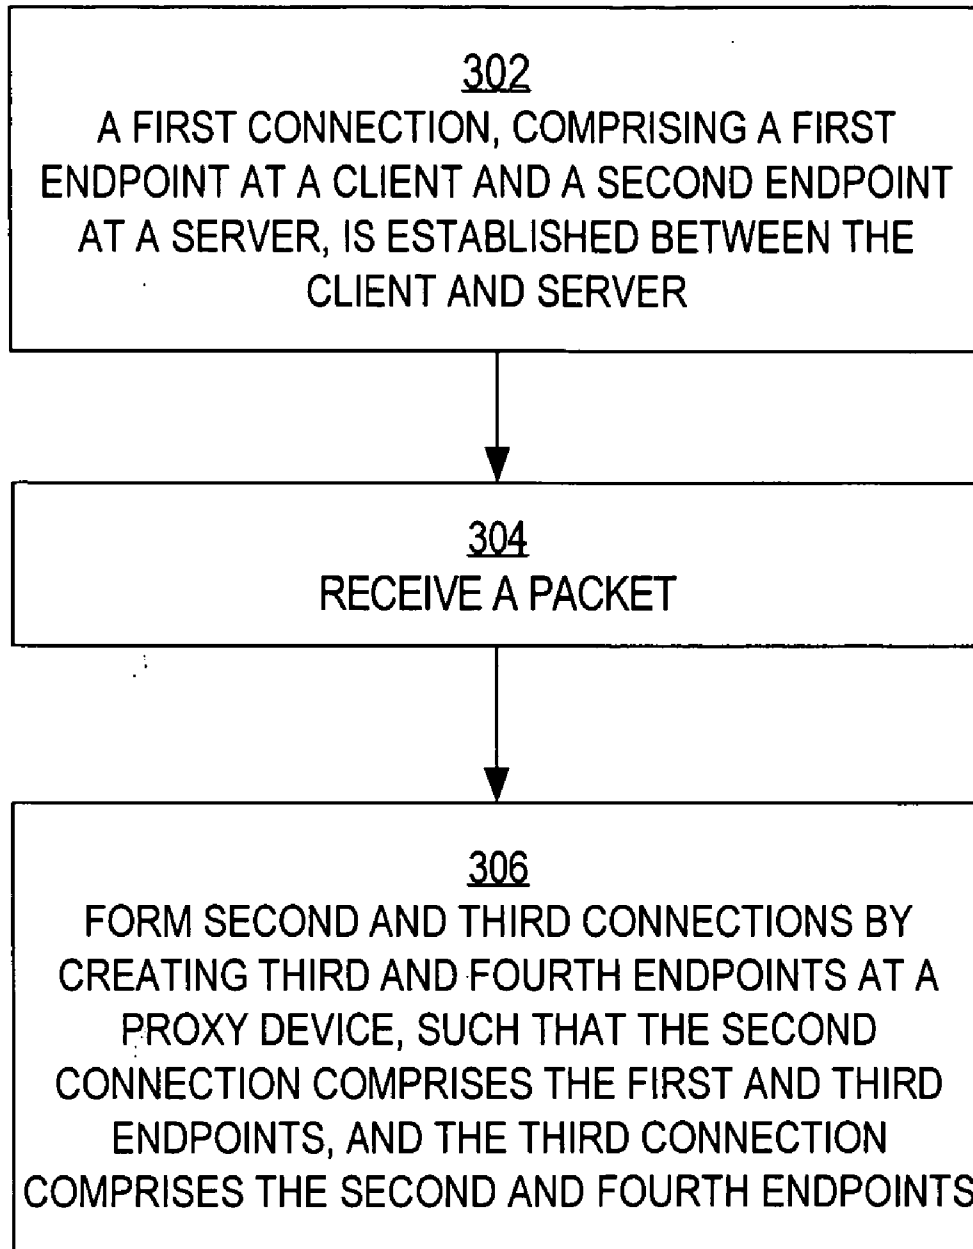 302
A FIRST CONNECTION, COMPRISING A FIRST
ENDPOINT AT A CLIENT AND A SECOND ENDPOINT
AT A SERVER, IS ESTABLISHED BETWEEN THE
CLIENT AND SERVER
304
RECEIVE A PACKET
306
FORM SECOND AND THIRD CONNECTIONS BY
CREATING THIRD AND FOURTH ENDPOINTS AT A
PROXY DEVICE, SUCH THAT THE SECOND
CONNECTION COMPRISES THE FIRST AND THIRD
ENDPOINTS, AND THE THIRD CONNECTION
COMPRISES THE SECOND AND FOURTH ENDPOINTS